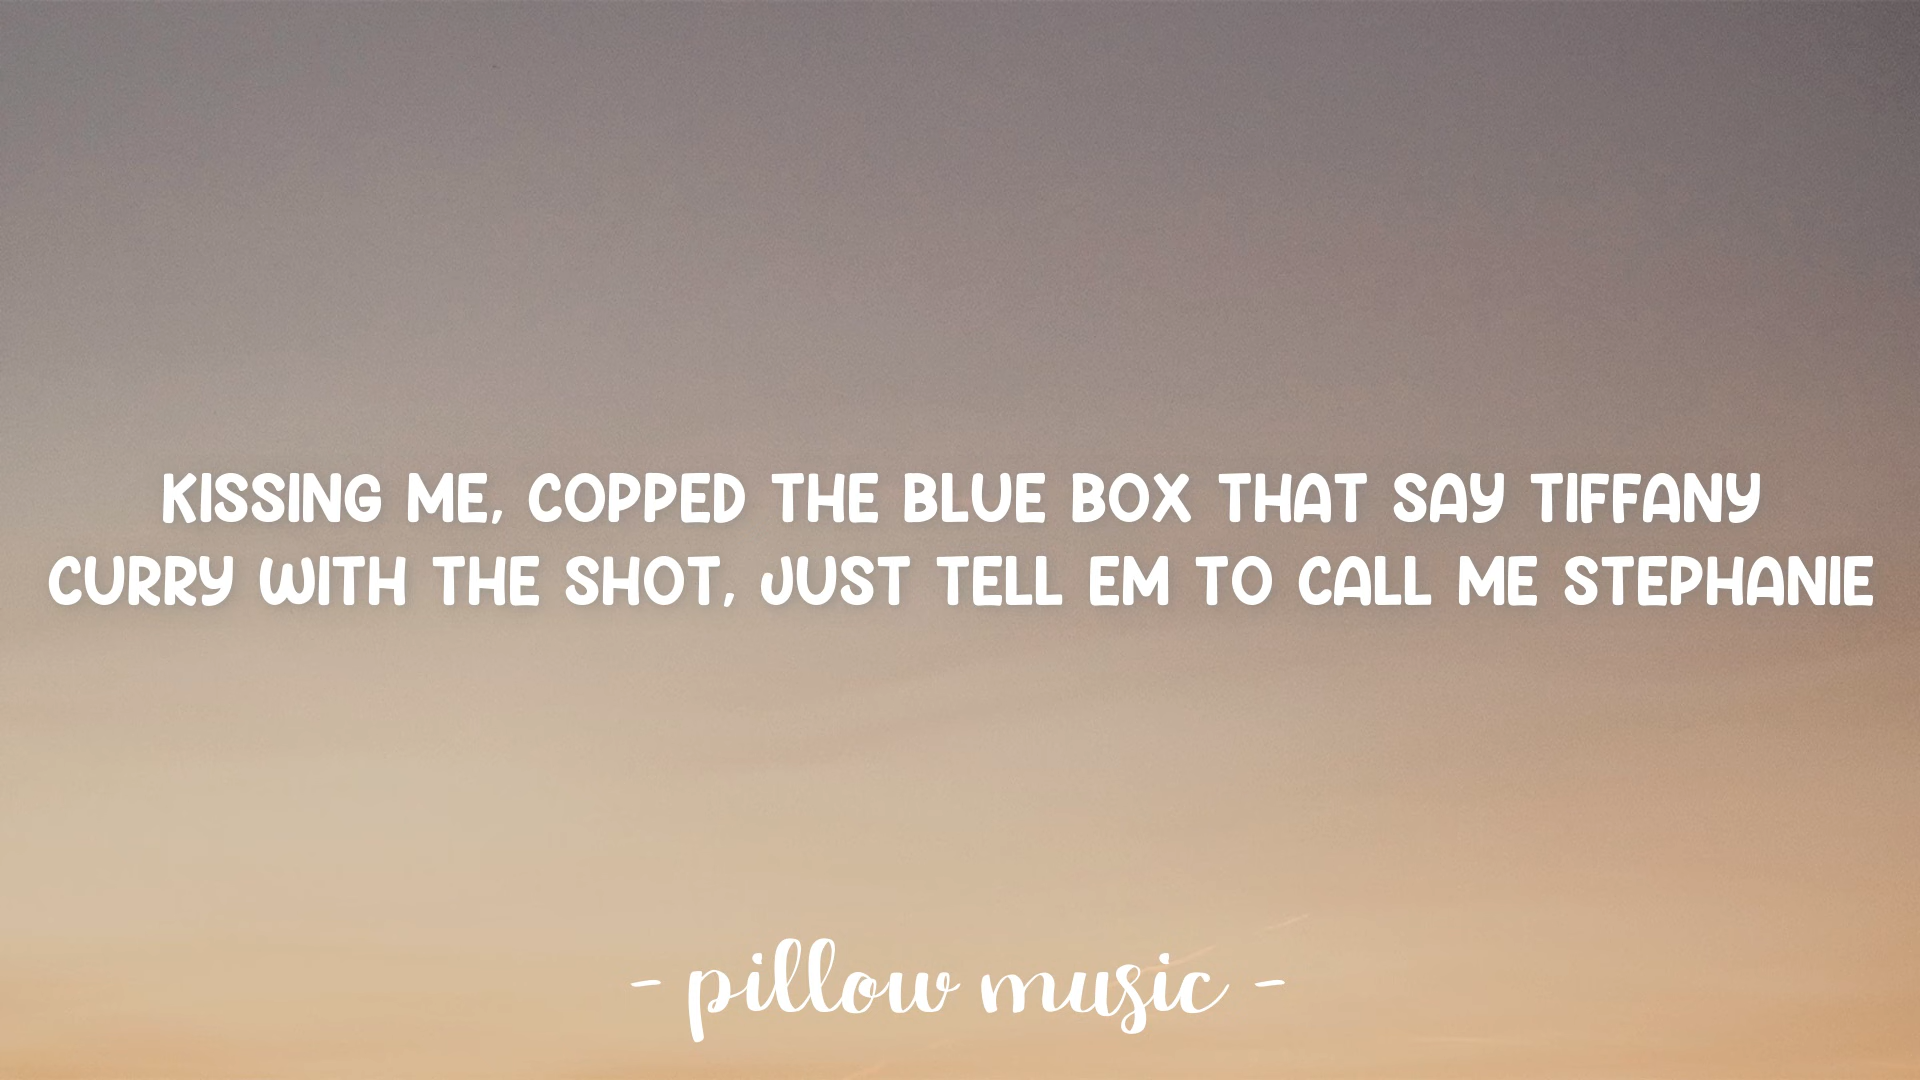 KISSING ME, COPPED THE BLUE BOX THAT SAY TIFFANY
CURRY WITH THE SHOT, JUST TELL EM TO CALL ME STEPHANIE
- pillow music -